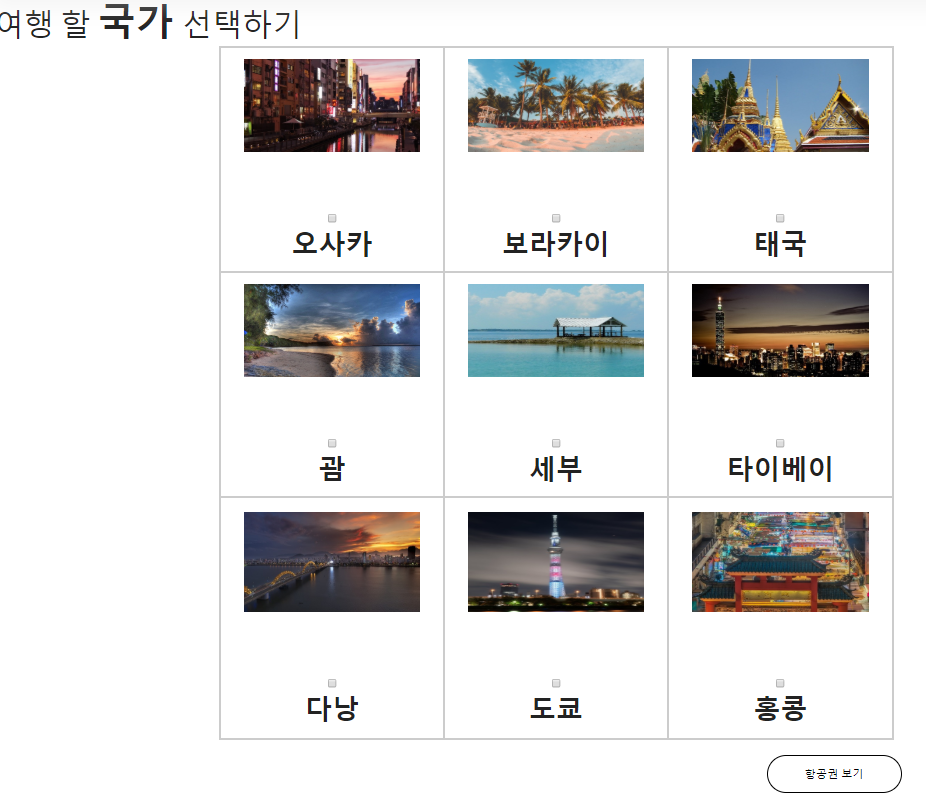 여행 할 국가 선택하기
오사카 보라카이 태국
괌 세부 타이베이
다낭 도쿄 홍콩
항공권 보기